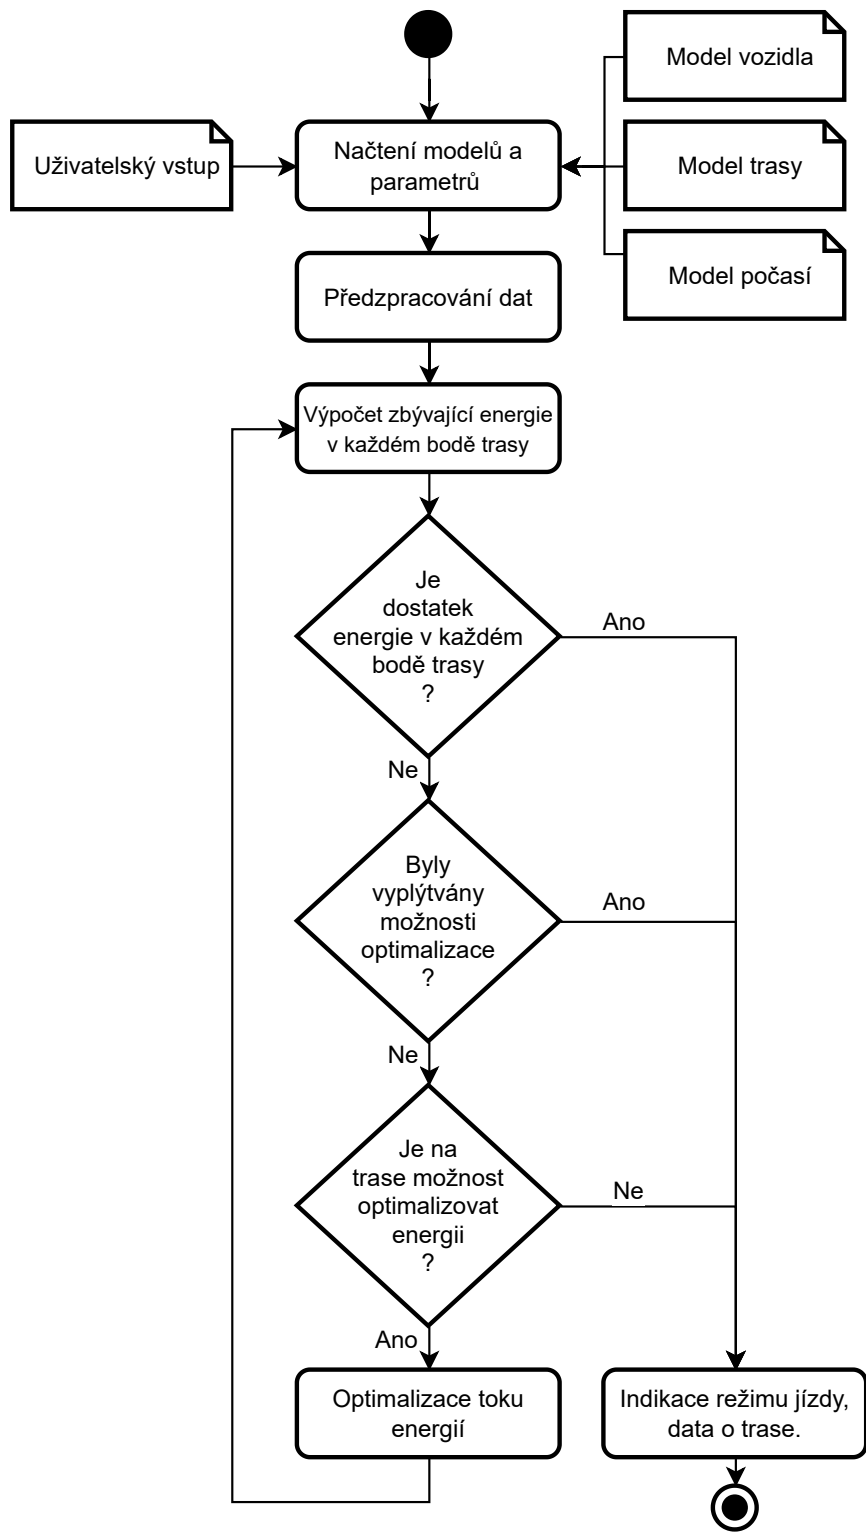 Model vozidla
Uživatelský vstup
Načtení modelů a
parametrů
Model trasy
Model počasí
Předzpracování dat
Výpočet zbývající energie
v každém bodě trasy
Je
dostatek
energie v každém
bodě trasy
?
Ano
Ne
Byly
vyplýtvány
možnosti
optimalizace
?
Ano
Ne
Je na
trase možnost
optimalizovat
energii
?
Ne
Ano
Optimalizace toku
energií
Indikace režimu jízdy,
data o trase.